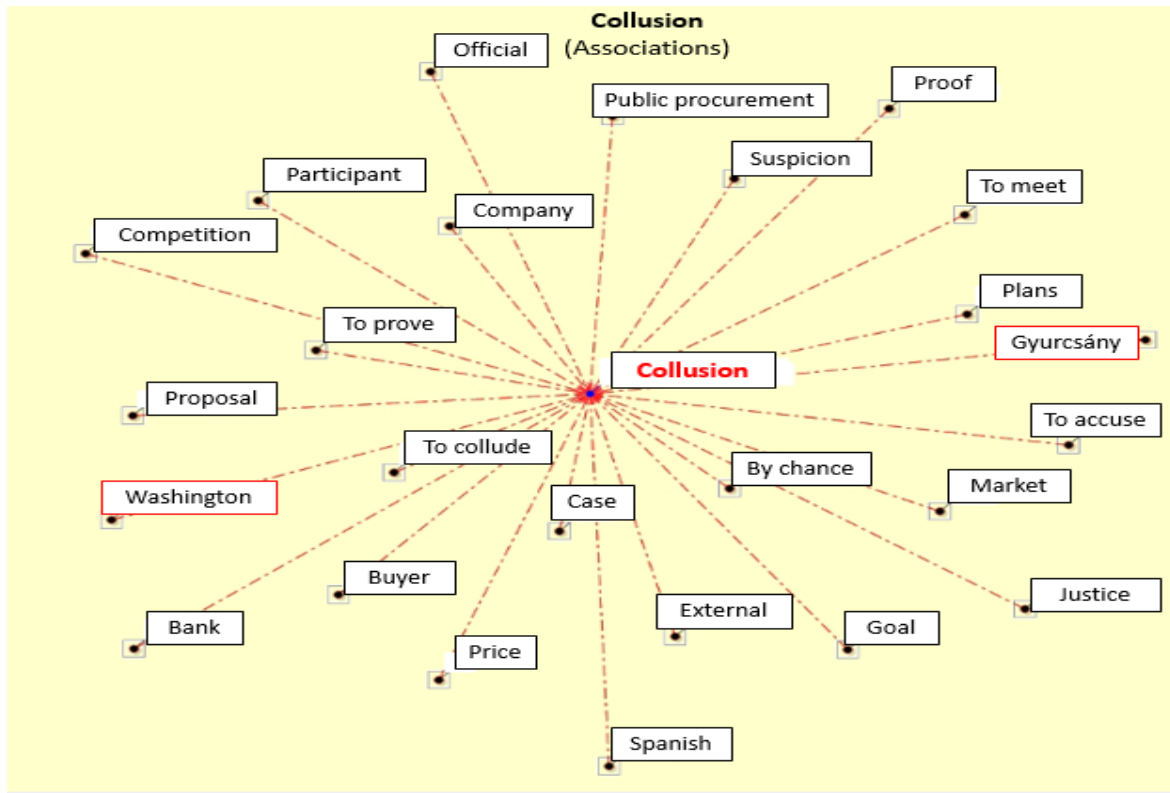 Collusion
(Associations)
Official
Public procurement
Proof
Suspicion
Participant
To meet
Company
Competition
Plans
To prove
Gyurcsány
Collusion
Proposal
To accuse
To collude
By chance
Market
Washington
Case
Buyer
Justice
External
Bank
Goal
Price
Spanish